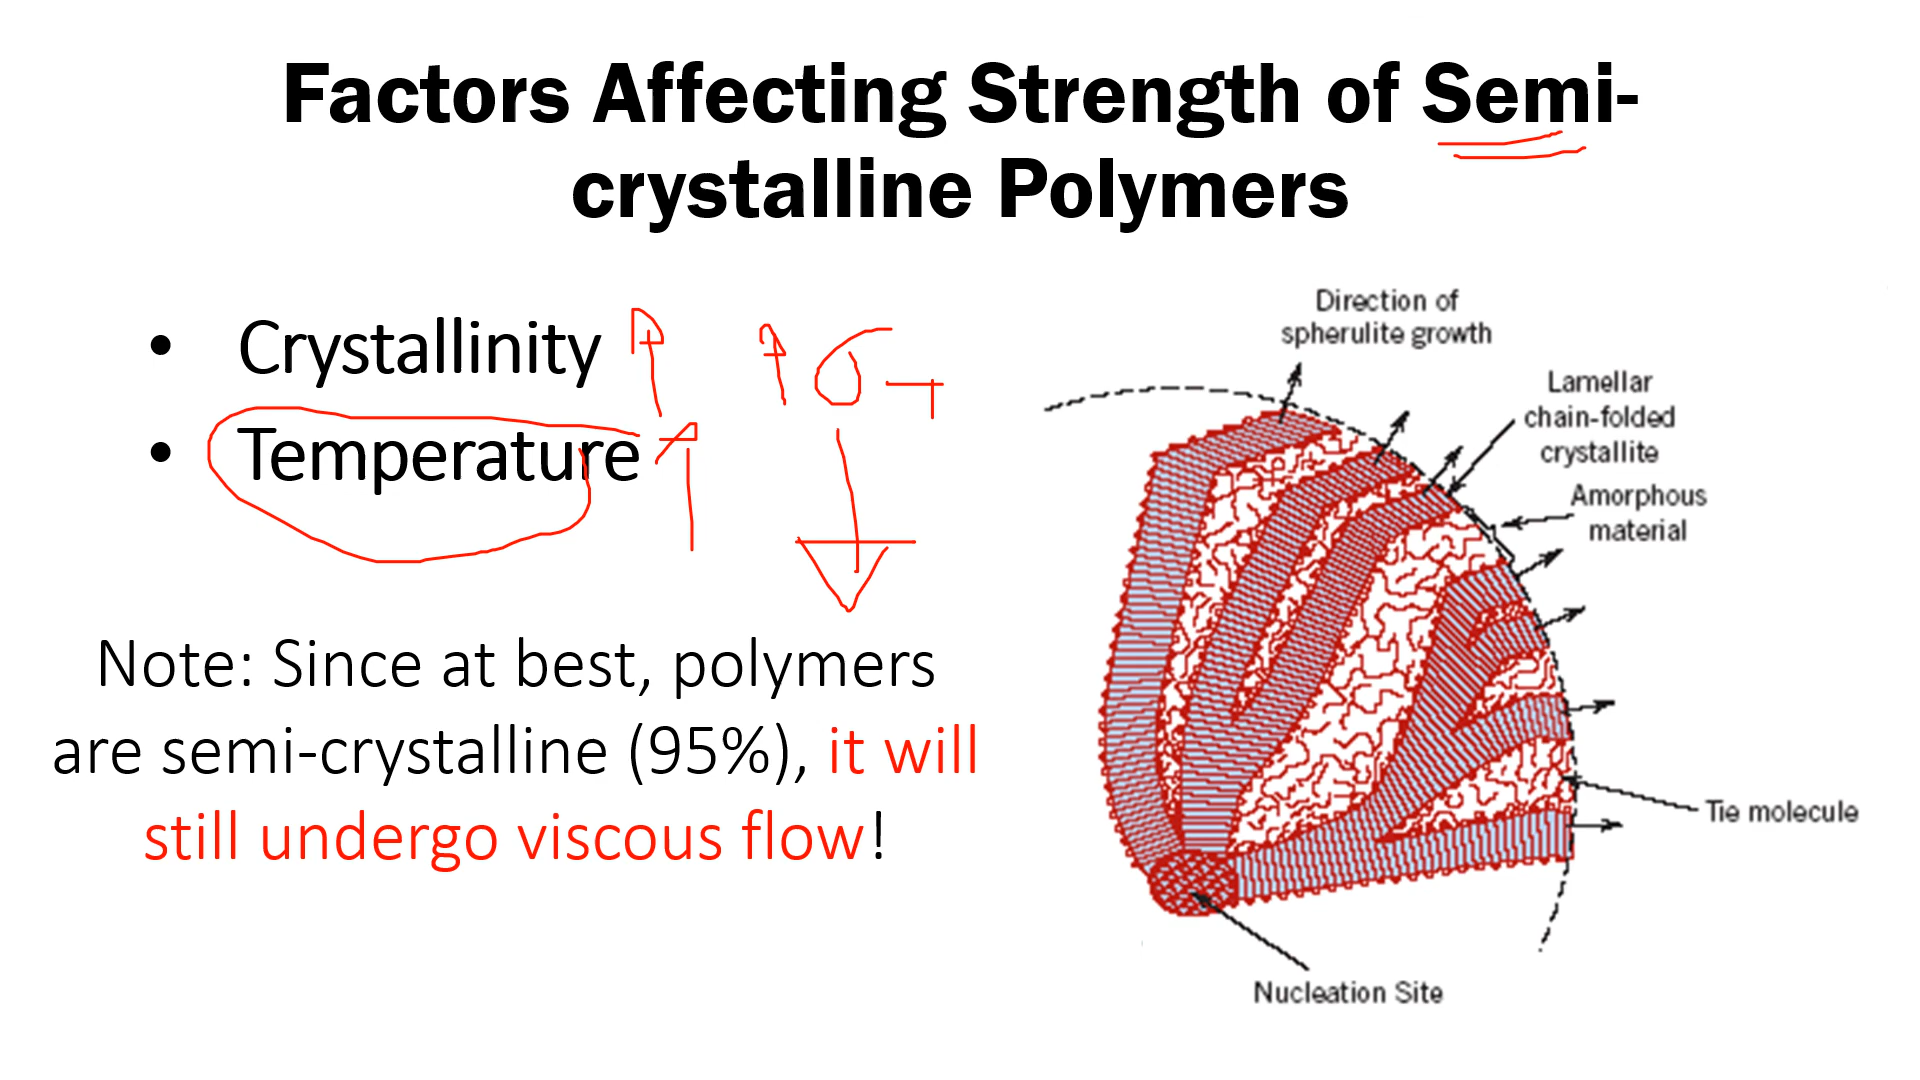 Factors Affecting Strength of Semi-
crystalline Polymers
• Crystallinity ↑ ↑ σ
• Temperature ↑ ↓
Note: Since at best, polymers
are semi-crystalline (95%), it will
still undergo viscous flow!
Direction of
spherulite growth
Lamellar
chain-folded
crystallite
Amorphous
material
Tie molecule
Nucleation Site